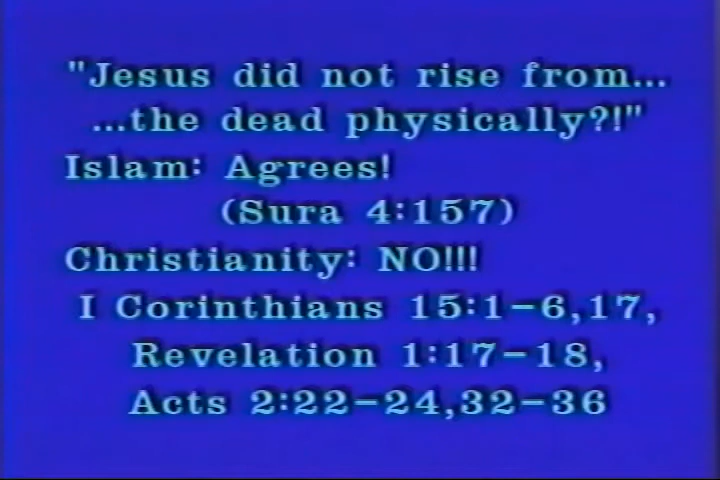 "Jesus did not rise from...
...the dead physically?!"
Islam: Agrees!
(Sura 4:157)
Christianity: NO!!!
I Corinthians 15:1-6,17,
Revelation 1:17-18,
Acts 2:22-24,32-36